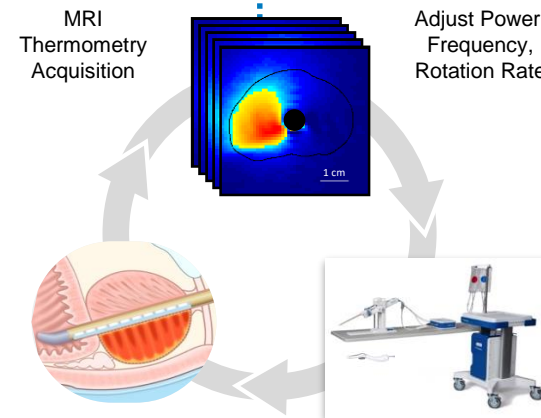 MRI
Thermometry
Acquisition
Adjust Power
Frequency,
Rotation Rate
1 cm